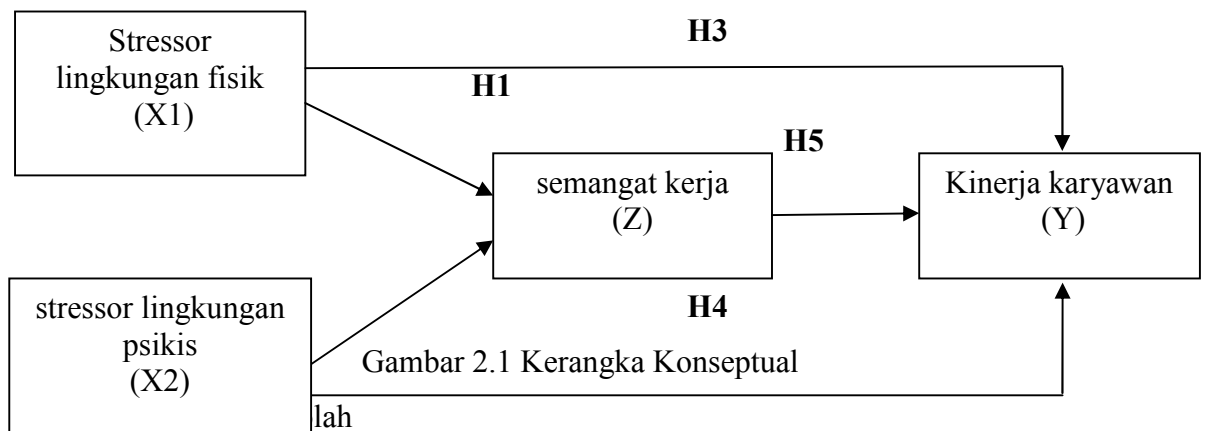 Stressor
lingkungan fisik
(X1)
H3
H1
H5
semangat kerja
(Z)
Kinerja karyawan
(Y)
stressor lingkungan
psikis
(X2)
H4
Gambar 2.1 Kerangka Konseptual
lah